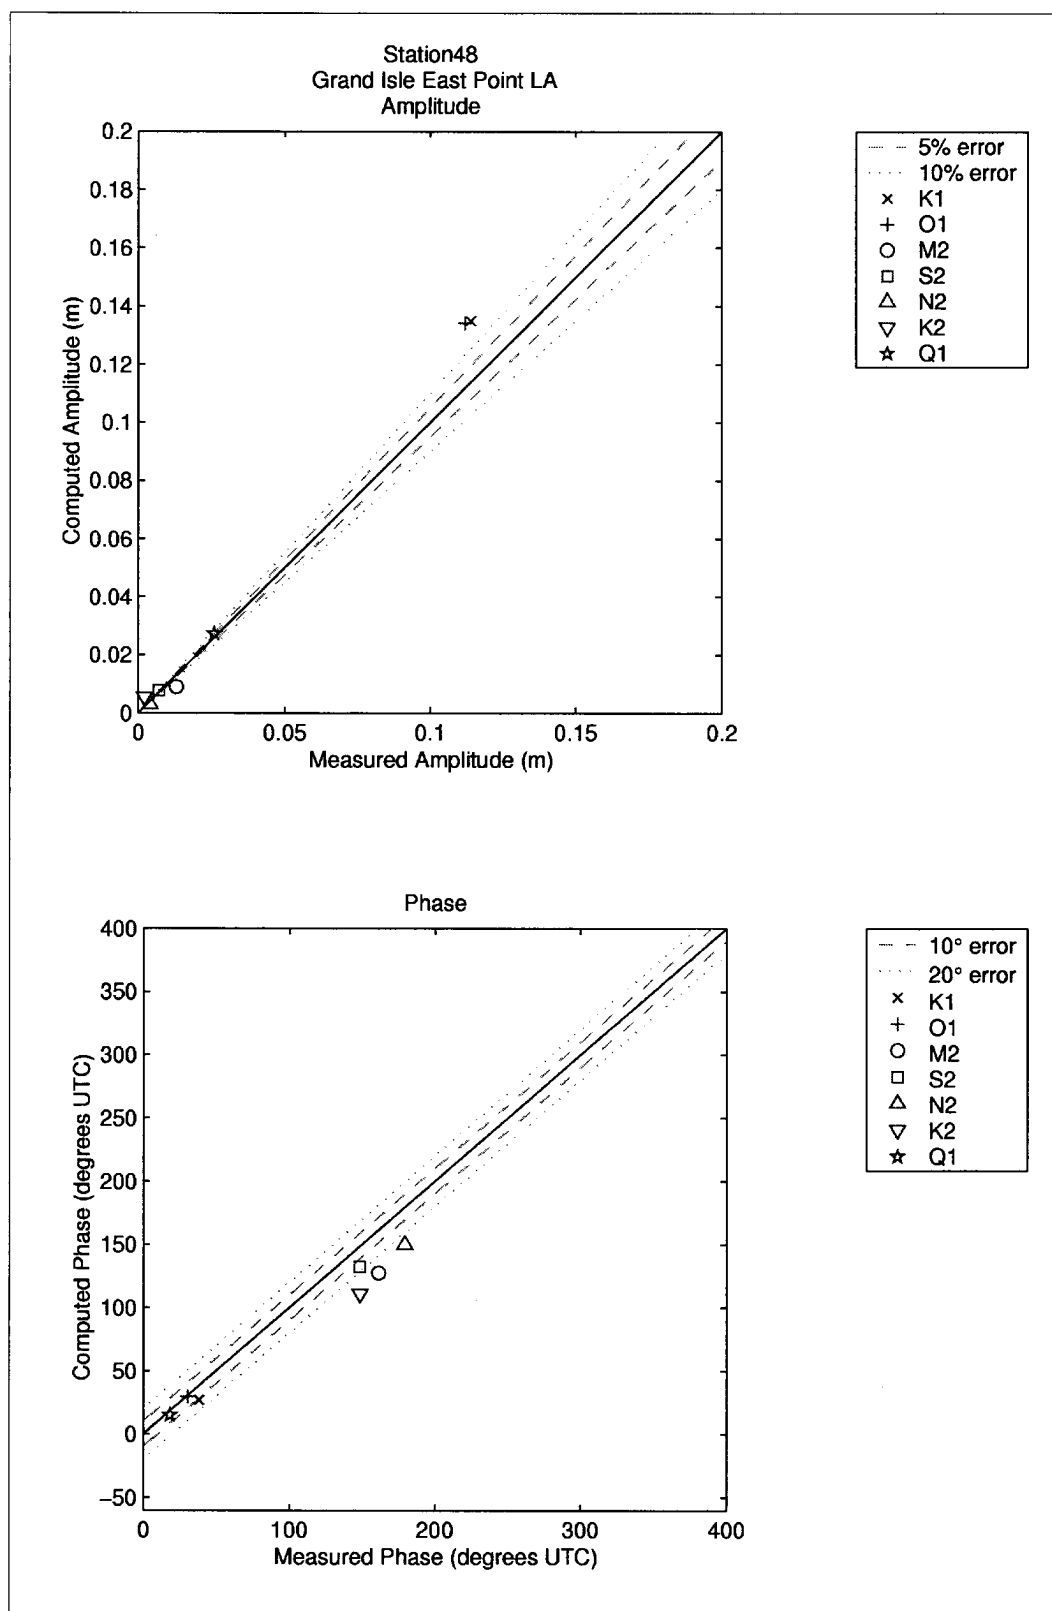 Station48
Grand Isle East Point LA
Amplitude
0.2
0.18
0.16
0.14
0.12
0.1
0.08
0.06
0.04
0.02
0
Computed Amplitude (m)
0 0.05 0.1 0.15 0.2
Measured Amplitude (m)
5% error
10% error
K1
O1
M2
S2
N2
K2
Q1
Phase
400
350
300
250
200
150
100
50
0
−50
Computed Phase (degrees UTC)
0 100 200 300 400
Measured Phase (degrees UTC)
10° error
20° error
K1
O1
M2
S2
N2
K2
Q1